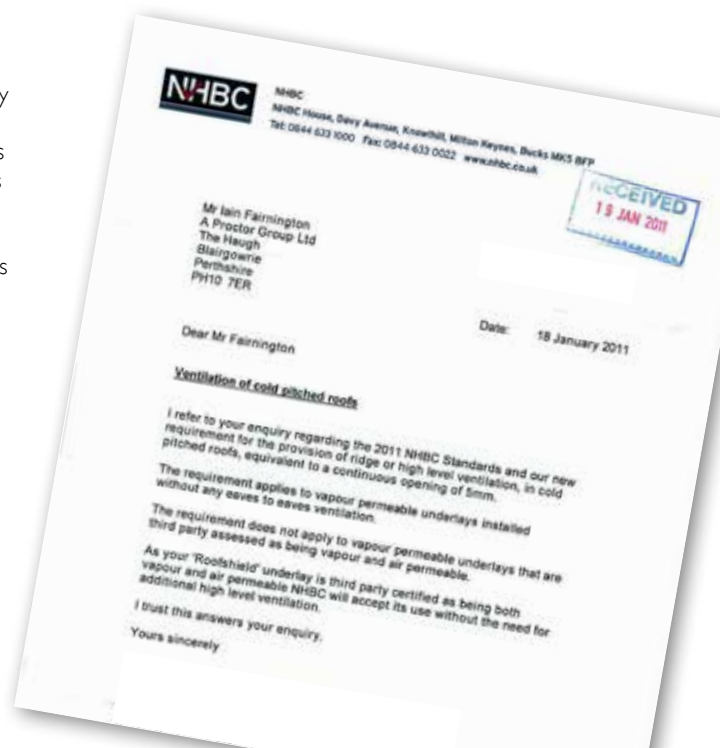 y
s
s
s
NHBC
NHBC
NHBC House, Davy Avenue, Knowlhill, Milton Keynes, Bucks MK5 8FP
Tel: 0844 633 1000 Fax: 0844 633 0022 www.nhbc.co.uk
RECEIVED
19 JAN 2011
Mr Iain Fairnington
A Proctor Group Ltd
The Haugh
Blairgowrie
Perthshire
PH10 7ER
Date: 18 January 2011
Dear Mr Fairnington
Ventilation of cold pitched roofs
I refer to your enquiry regarding the 2011 NHBC Standards and our new
requirement for the provision of ridge or high level ventilation, in cold
pitched roofs, equivalent to a continuous opening of 5mm.
The requirement applies to vapour permeable underlays installed
without any eaves to eaves ventilation.
The requirement does not apply to vapour permeable underlays that are
third party assessed as being vapour and air permeable.
As your 'Roofshield' underlay is third party certified as being both
vapour and air permeable NHBC will accept its use without the need for
additional high level ventilation.
I trust this answers your enquiry.
Yours sincerely